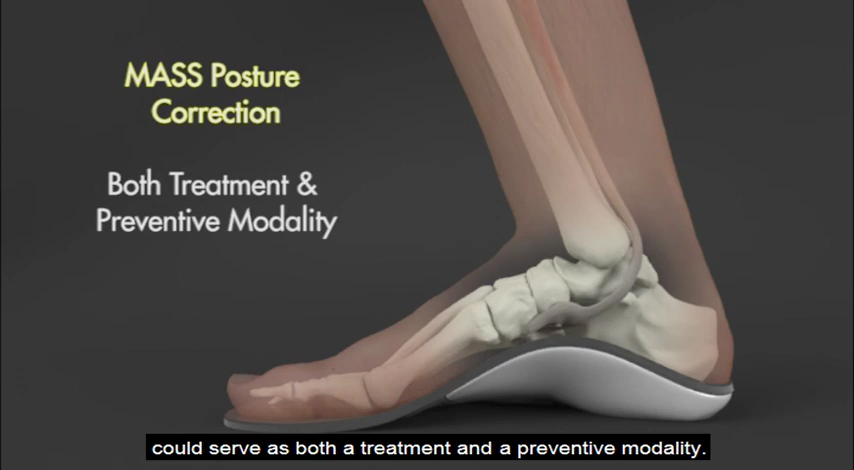 MASS Posture
Correction
Both Treatment &
Preventive Modality
could serve as both a treatment and a preventive modality.